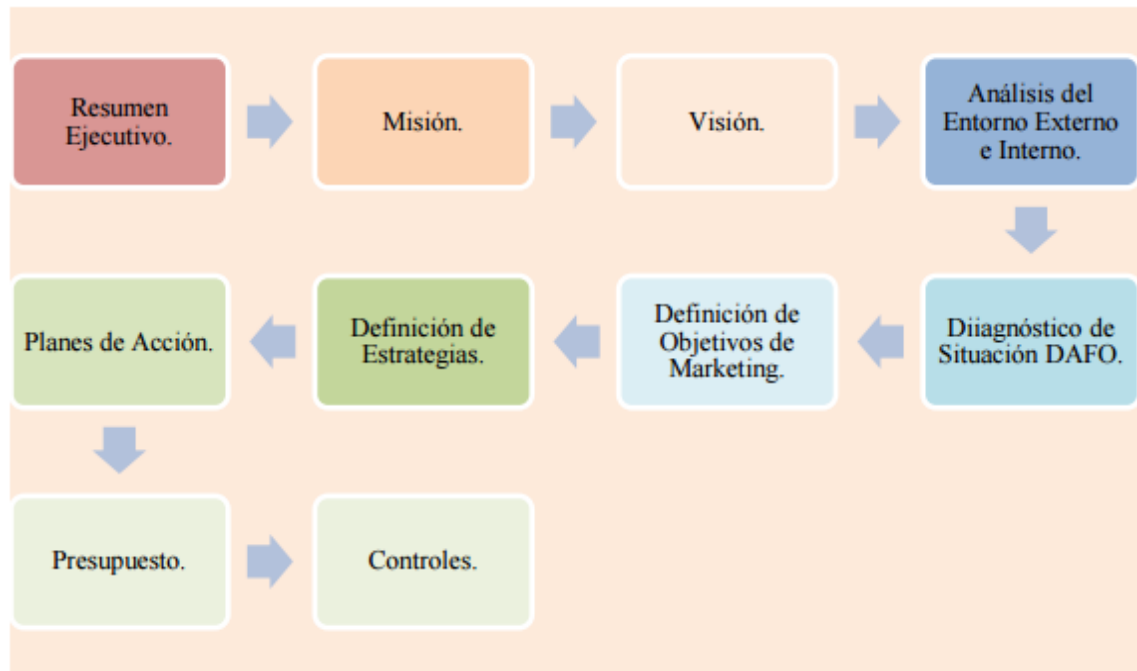 Resumen
Ejecutivo.
Misión.
Visión.
Análisis del
Entorno Externo
e Interno.
Diiagnóstico de
Situación DAFO.
Definición de
Objetivos de
Marketing.
Definición de
Estrategias.
Planes de Acción.
Presupuesto.
Controles.